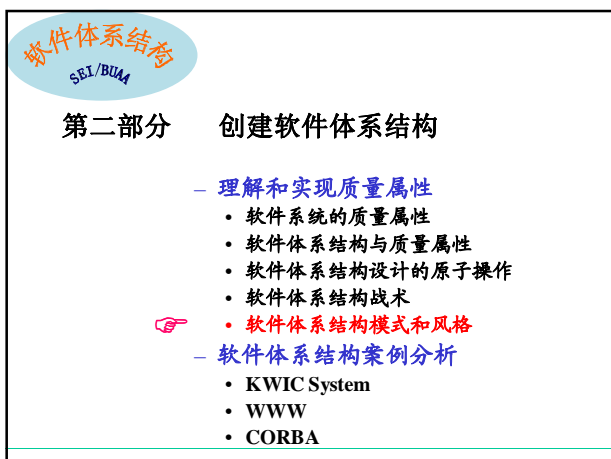 软件体系结构
SEI/BUAA
第二部分 创建软件体系结构
– 理解和实现质量属性
• 软件系统的质量属性
• 软件体系结构与质量属性
• 软件体系结构设计的原子操作
• 软件体系结构战术
• 软件体系结构模式和风格
– 软件体系结构案例分析
• KWIC System
• WWW
• CORBA